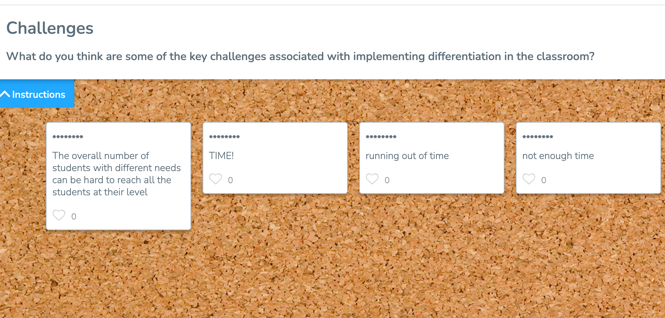 Challenges
What do you think are some of the key challenges associated with implementing differentiation in the classroom?
Instructions
********
The overall number of
students with different needs
can be hard to reach all the
students at their level
0
********
TIME!
0
********
running out of time
0
********
not enough time
0